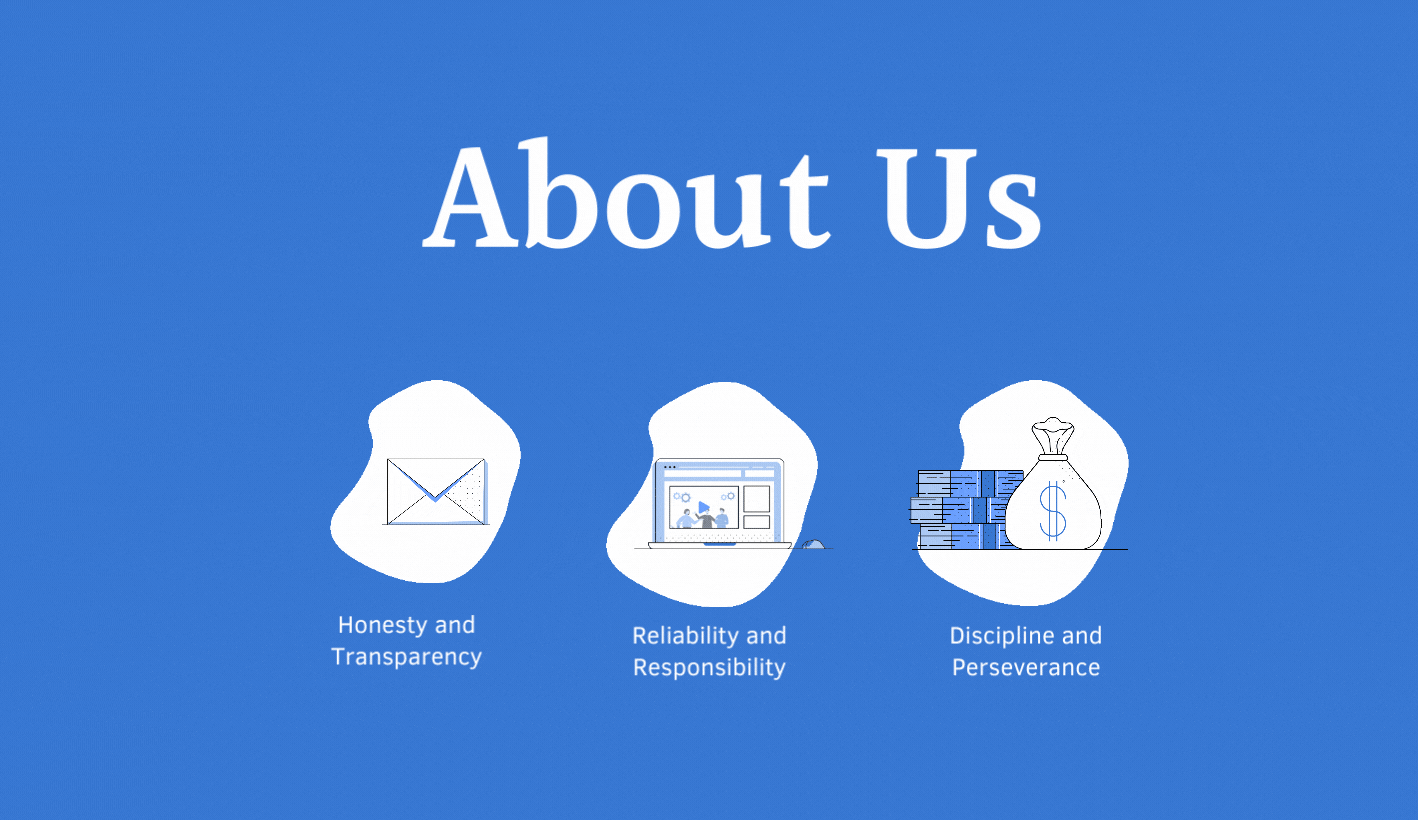 About Us
Honesty and
Transparency
Reliability and
Responsibility
Discipline and
Perseverance
$